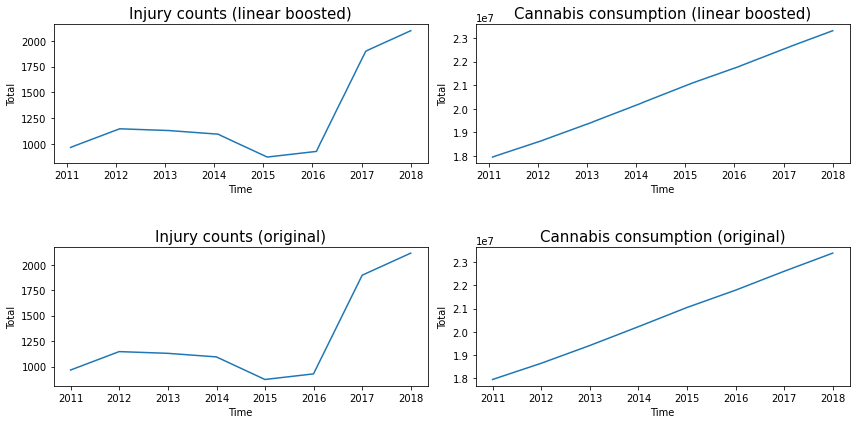 Injury counts (linear boosted)
Total
2000
1750
1500
1250
1000
2011 2012 2013 2014 2015 2016 2017 2018
Time
Cannabis consumption (linear boosted)
1e7
Total
2.3
2.2
2.1
2.0
1.9
1.8
2011 2012 2013 2014 2015 2016 2017 2018
Time
Injury counts (original)
Total
2000
1750
1500
1250
1000
2011 2012 2013 2014 2015 2016 2017 2018
Time
Cannabis consumption (original)
1e7
Total
2.3
2.2
2.1
2.0
1.9
1.8
2011 2012 2013 2014 2015 2016 2017 2018
Time